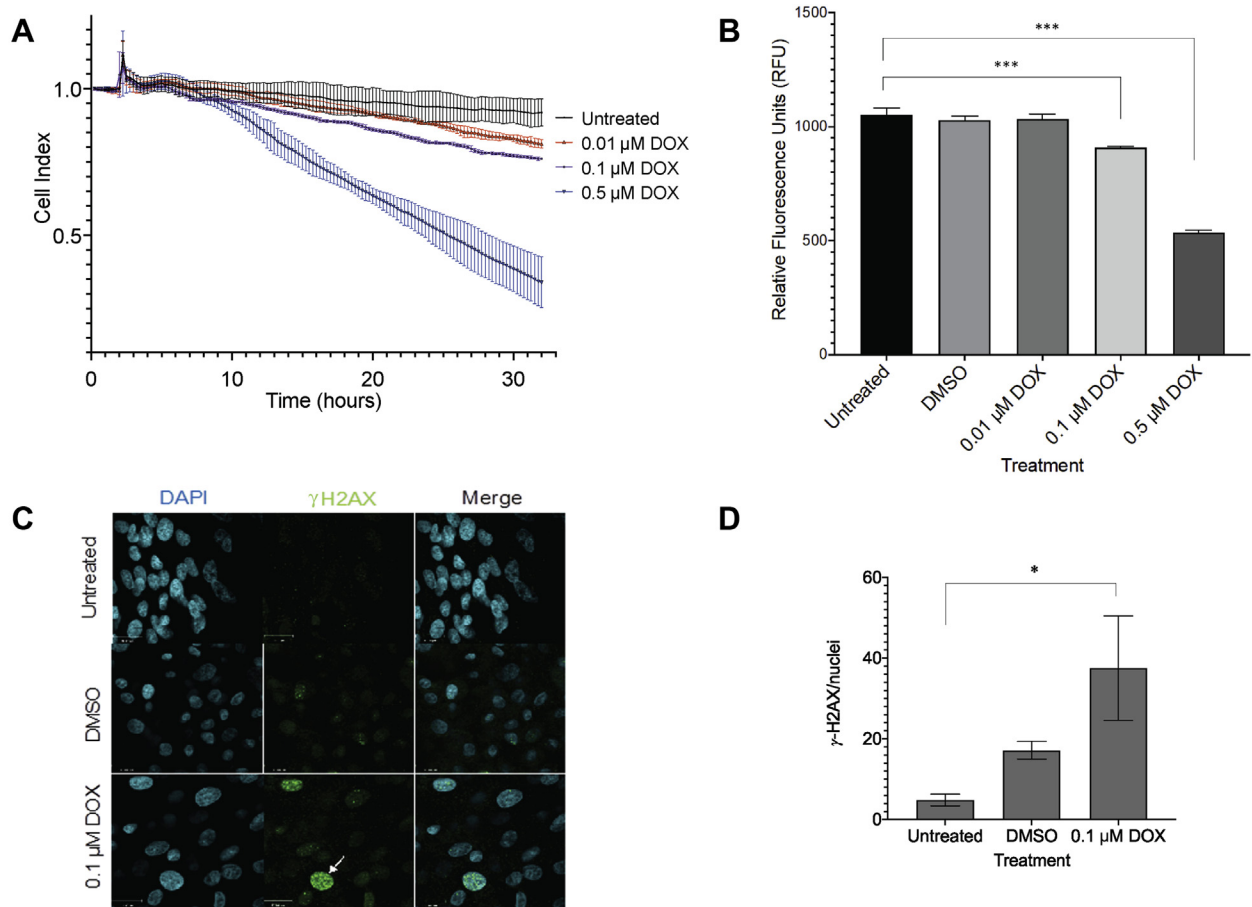 A
Cell Index
1.0
0.5
0
10
20
30
Time (hours)
Untreated
0.01 μM DOX
0.1 μM DOX
0.5 μM DOX
B
Relative Fluorescence Units (RFU)
1500
1000
500
0
***
***
Untreated
DMSO
0.01 μM DOX
0.1 μM DOX
0.5 μM DOX
Treatment
C
DAPI
γH2AX
Merge
Untreated
DMSO
0.1 μM DOX
D
γ-H2AX/nuclei
60
40
20
0
*
Untreated
DMSO
0.1 μM DOX
Treatment